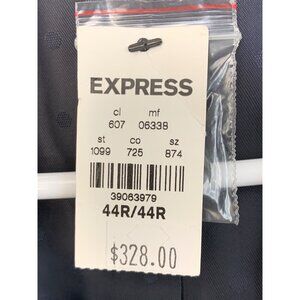 EXPRESS
cl mf
607 0633B
st co sz
1099 725 874
39063979
44R/44R
$328.00